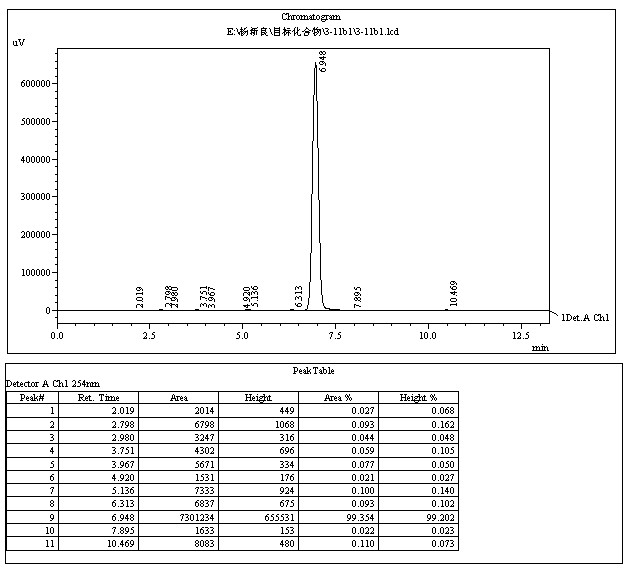 Chromatogram
E:\杨新良\目标化合物\3-11b1\3-11b1.lcd
uV
600000
500000
400000
300000
200000
100000
0
2.019
2.798
2.980
3.751
3.967
4.920
5.136
6.313
6.948
7.895
10.469
1Det.A Ch1
0.0 2.5 5.0 7.5 10.0 12.5
min
PeakTable
Detector A Ch1 254nm
Peak# Ret. Time Area Height Area % Height %
1 2.019 2014 449 0.027 0.068
2 2.798 6798 1068 0.093 0.162
3 2.980 3247 316 0.044 0.048
4 3.751 4302 696 0.059 0.105
5 3.967 5671 334 0.077 0.050
6 4.920 1531 176 0.021 0.027
7 5.136 7333 924 0.100 0.140
8 6.313 6837 675 0.093 0.102
9 6.948 7301234 655531 99.354 99.202
10 7.895 1633 153 0.022 0.023
11 10.469 8083 480 0.110 0.073